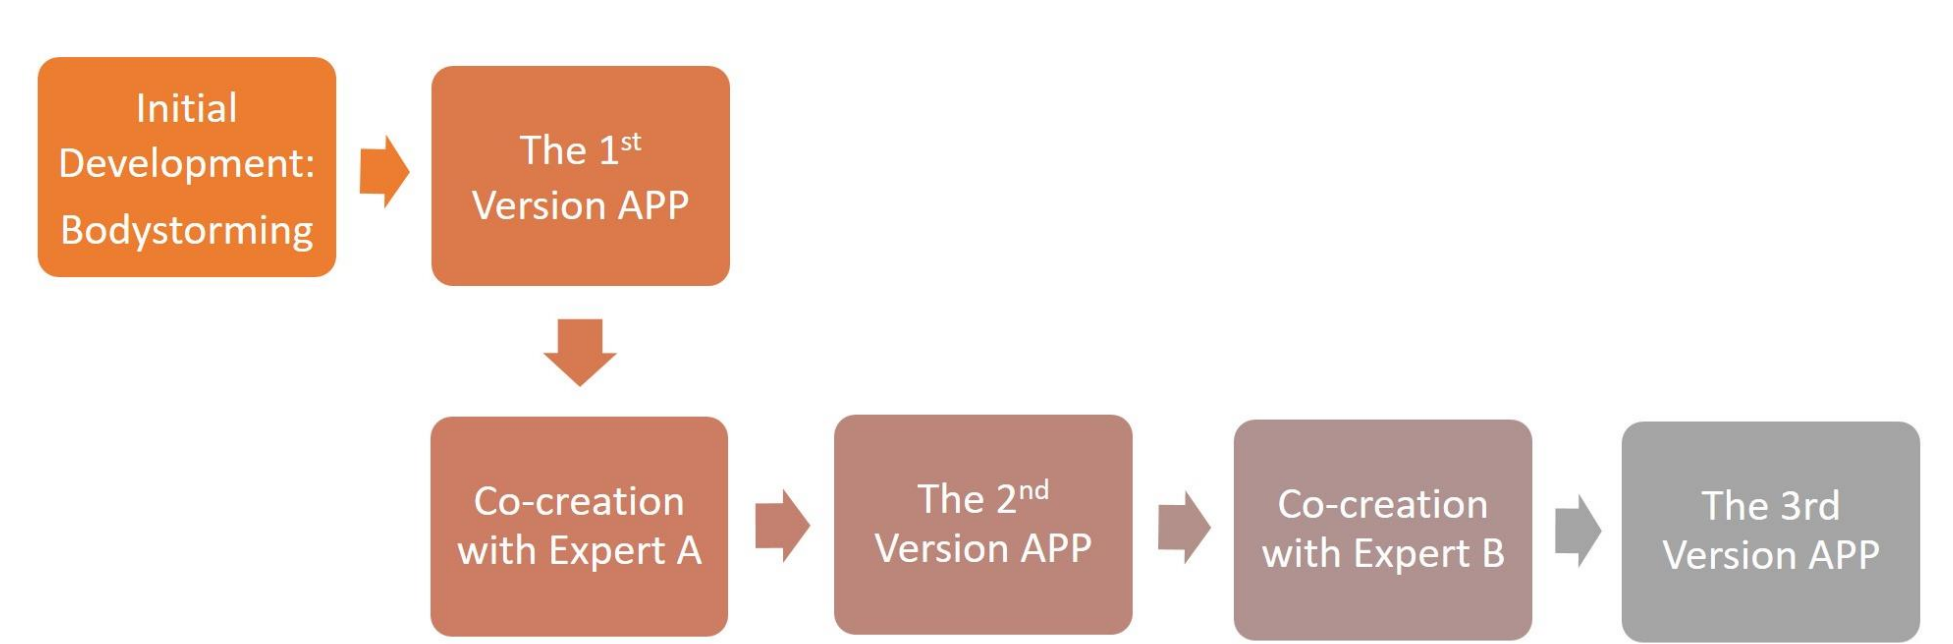 Initial
Development:
Bodystorming
The 1st
Version APP
Co-creation
with Expert A
The 2nd
Version APP
Co-creation
with Expert B
The 3rd
Version APP